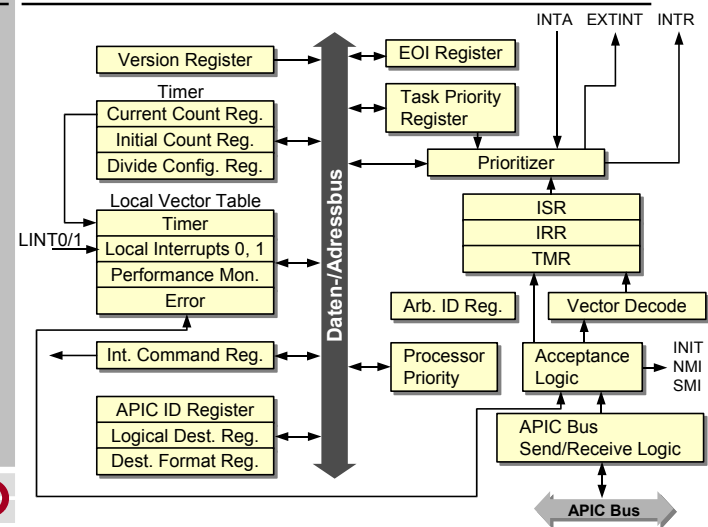 INTA EXTINT INTR
Version Register
EOI Register
Timer
Current Count Reg.
Initial Count Reg.
Divide Config. Reg.
Task Priority
Register
Prioritizer
Local Vector Table
Timer
Local Interrupts 0, 1
Performance Mon.
Error
LINT0/1
Daten-/Adressbus
ISR
IRR
TMR
Arb. ID Reg.
Vector Decode
Int. Command Reg.
Processor
Priority
Acceptance
Logic
INIT
NMI
SMI
APIC ID Register
Logical Dest. Reg.
Dest. Format Reg.
APIC Bus
Send/Receive Logic
APIC Bus